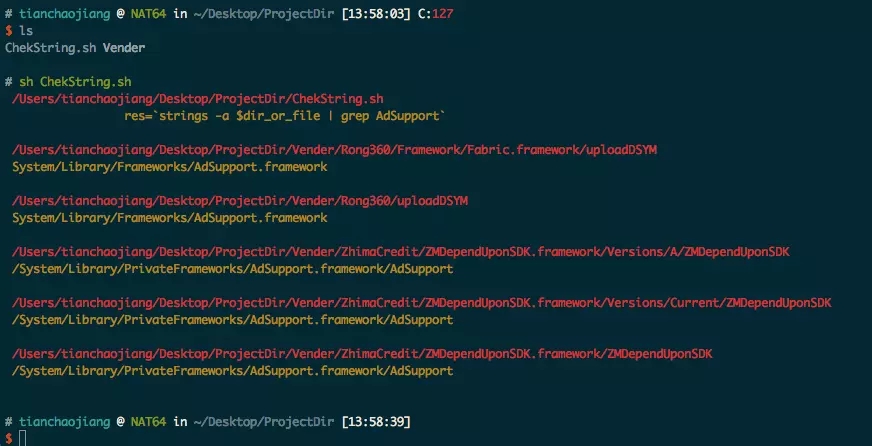 # tianchaojiang @ NAT64 in ~/Desktop/ProjectDir [13:58:03] C:127
$ ls
ChekString.sh Vender
# sh ChekString.sh
/Users/tianchaojiang/Desktop/ProjectDir/ChekString.sh
res=`strings -a $dir_or_file | grep AdSupport`
/Users/tianchaojiang/Desktop/ProjectDir/Vender/Rong360/Framework/Fabric.framework/uploadDSYM
System/Library/Frameworks/AdSupport.framework
/Users/tianchaojiang/Desktop/ProjectDir/Vender/Rong360/uploadDSYM
System/Library/Frameworks/AdSupport.framework
/Users/tianchaojiang/Desktop/ProjectDir/Vender/ZhimaCredit/ZMDependUponSDK.framework/Versions/A/ZMDependUponSDK
/System/Library/PrivateFrameworks/AdSupport.framework/AdSupport
/Users/tianchaojiang/Desktop/ProjectDir/Vender/ZhimaCredit/ZMDependUponSDK.framework/Versions/Current/ZMDependUponSDK
/System/Library/PrivateFrameworks/AdSupport.framework/AdSupport
/Users/tianchaojiang/Desktop/ProjectDir/Vender/ZhimaCredit/ZMDependUponSDK.framework/ZMDependUponSDK
/System/Library/PrivateFrameworks/AdSupport.framework/AdSupport
# tianchaojiang @ NAT64 in ~/Desktop/ProjectDir [13:58:39]
$